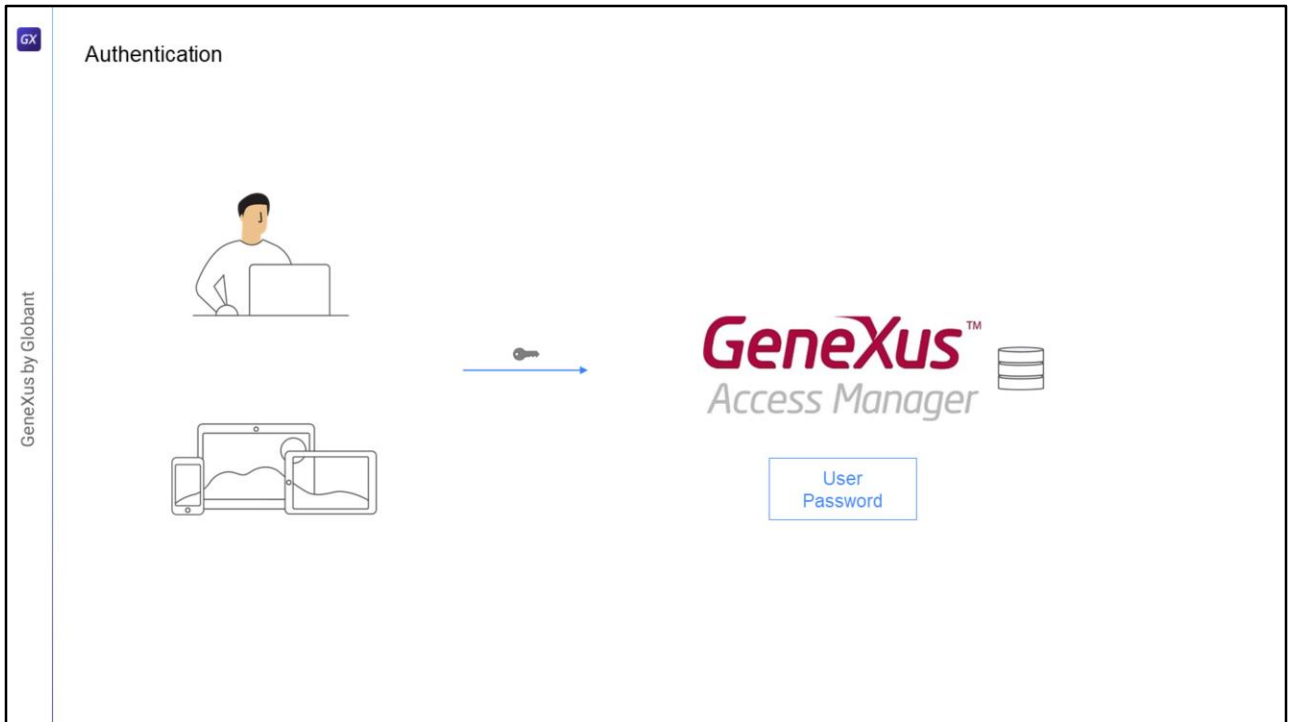 GX
Authentication
GeneXus by Globant
GeneXus™
Access Manager
User
Password